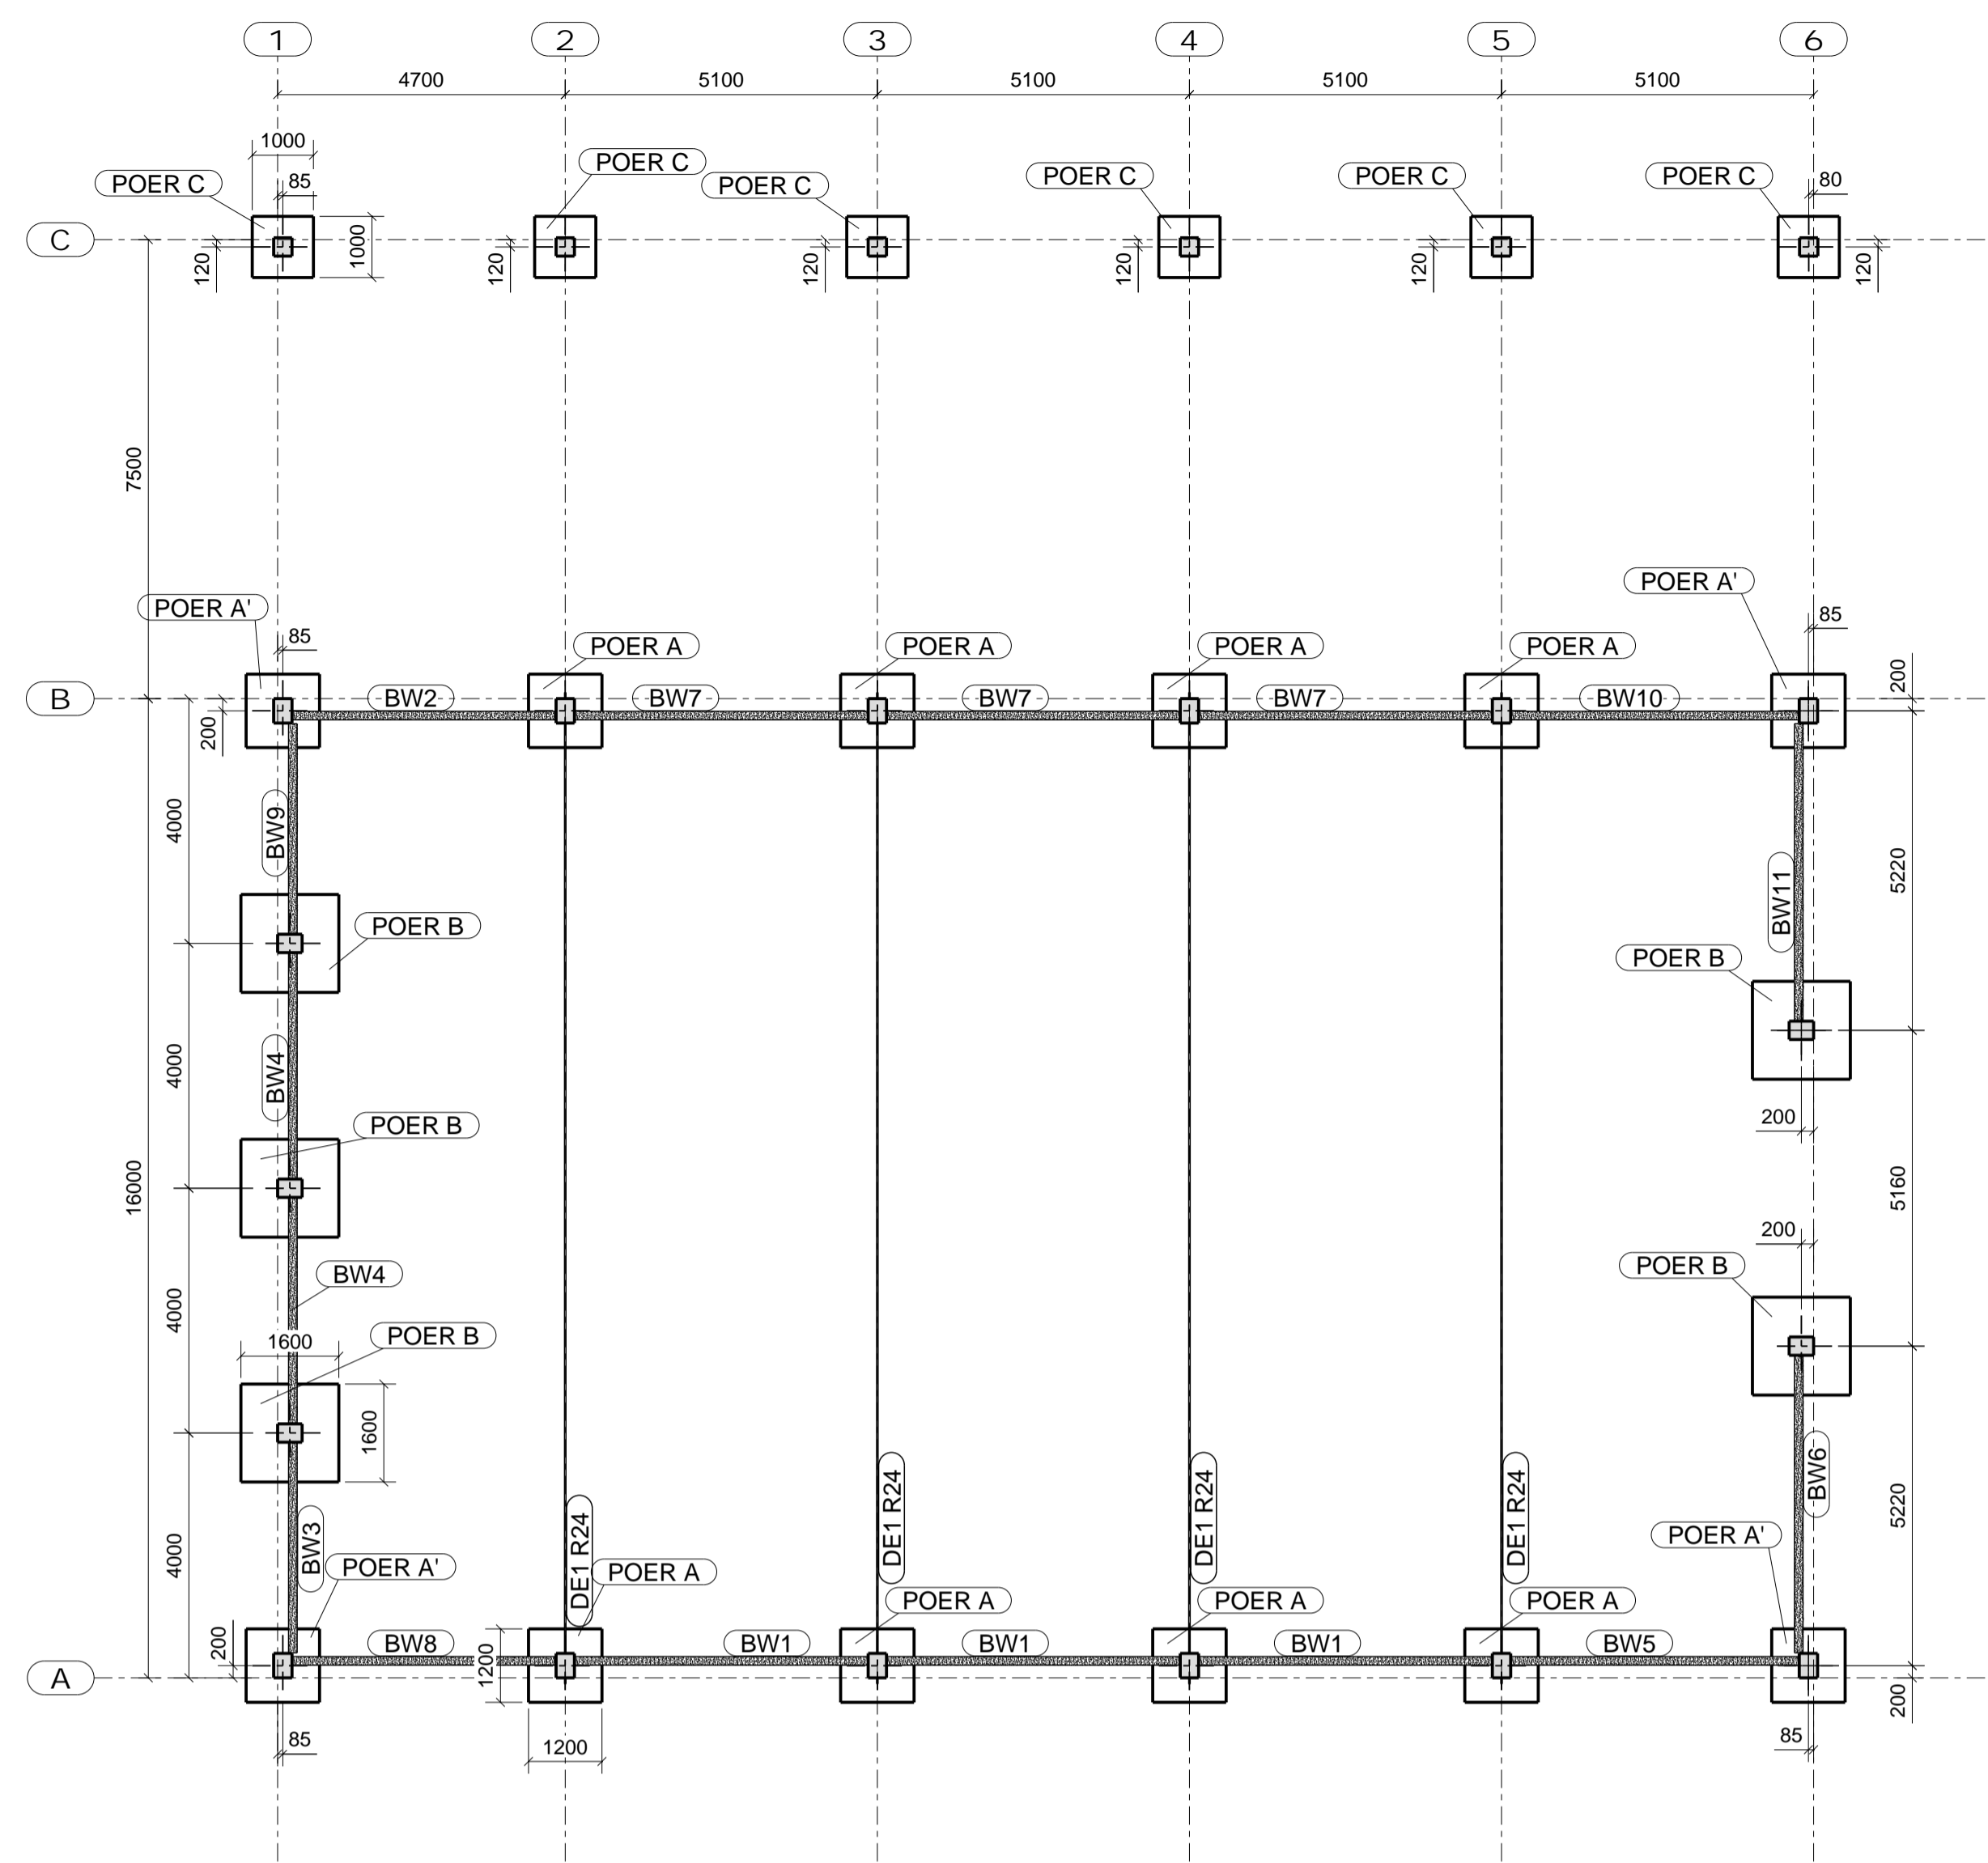 1 2 3 4 5 6
4700 5100 5100 5100 5100
1000
POER C POER C POER C POER C POER C POER C
85 80
C
1000
120 120 120 120 120 120
7500
POER A' POER A'
85 85
POER A POER A POER A POER A
B
BW2 BW7 BW7 BW7 BW10
200 200
4000
BW9
5220
BW11
POER B
POER B
4000
BW4
POER B
200
16000
5160
200
BW4
POER B
4000
1600
POER B
1600
BW6
DE1 R24 DE1 R24 DE1 R24 DE1 R24
5220
4000
BW3
POER A'
POER A'
POER A POER A POER A POER A
200
BW8 BW1 BW1 BW1 BW5
1200
A
200
85 85
1200